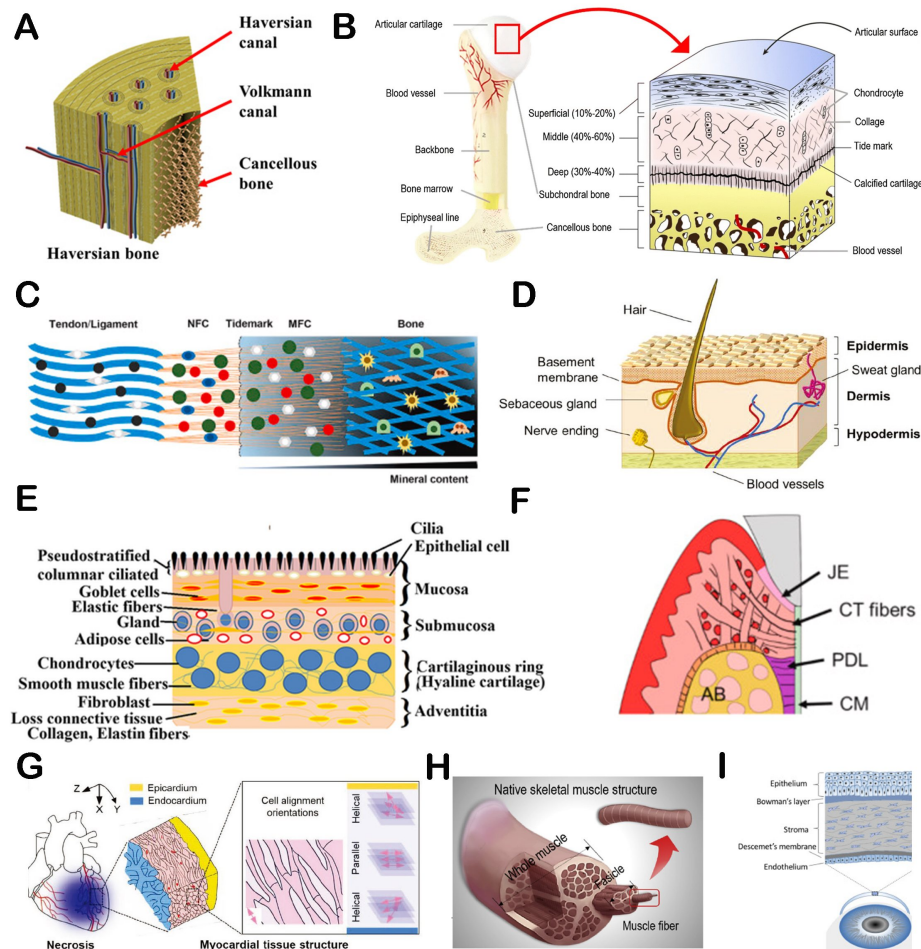 A
Haversian
canal
Volkmann
canal
Cancellous
bone
Haversian bone
B
Articular cartilage
Blood vessel
Backbone
Bone marrow
Epiphyseal line
Superficial (10%-20%)
Middle (40%-60%)
Deep (30%-40%)
Subchondral bone
Cancellous bone
Articular surface
Chondrocyte
Collage
Tide mark
Calcified cartilage
Blood vessel
C
Tendon/Ligament
NFC
Tidemark
MFC
Bone
Mineral content
D
Hair
Basement
membrane
Sebaceous gland
Nerve ending
Epidermis
Sweat gland
Dermis
Hypodermis
Blood vessels
E
Pseudostratified
columnar ciliated
Goblet cells
Elastic fibers
Gland
Adipose cells
Chondrocytes
Smooth muscle fibers
Fibroblast
Loss connective tissue
Collagen, Elastin fibers
Cilia
Epithelial cell
Mucosa
Submucosa
Cartilaginous ring
(Hyaline cartilage)
Adventitia
F
JE
CT fibers
PDL
AB
CM
G
Z
X
Y
Epicardium
Endocardium
Cell alignment
orientations
Helical
Parallel
Helical
Necrosis
Myocardial tissue structure
H
Native skeletal muscle structure
Whole muscle
Fasicle
Muscle fiber
I
Epithelium
Bowman's layer
Stroma
Descemet's membrane
Endothelium